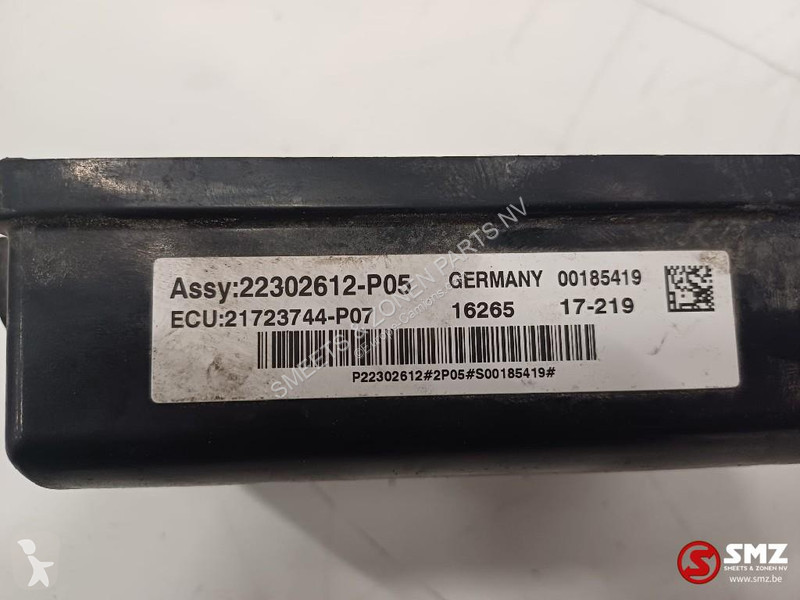 Assy:22302612-P05 GERMANY 00185419
ECU:21723744-P07 16265 17-219
P22302612#2P05#S00185419#
SMEETS & ZONEN PARTS NV
SMZ
SMEETS & ZONEN NV
smz.be